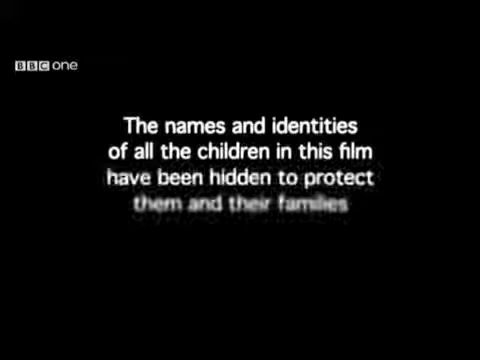 BBC one
The names and identities
of all the children in this film
have been hidden to protect
them and their families